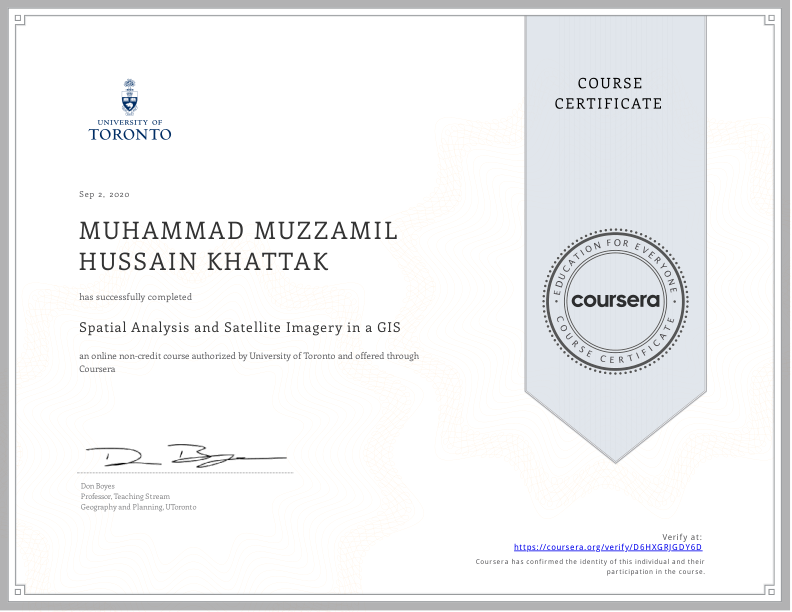 UNIVERSITY OF
TORONTO
COURSE
CERTIFICATE
Sep 2, 2020
MUHAMMAD MUZZAMIL
HUSSAIN KHATTAK
has successfully completed
Spatial Analysis and Satellite Imagery in a GIS
an online non-credit course authorized by University of Toronto and offered through
Coursera
EDUCATION FOR EVERYONE
coursera
COURSE CERTIFICATE
Don Boyes
Professor, Teaching Stream
Geography and Planning, UToronto
Verify at:
https://coursera.org/verify/D6HXGRJGDY6D
Coursera has confirmed the identity of this individual and their
participation in the course.